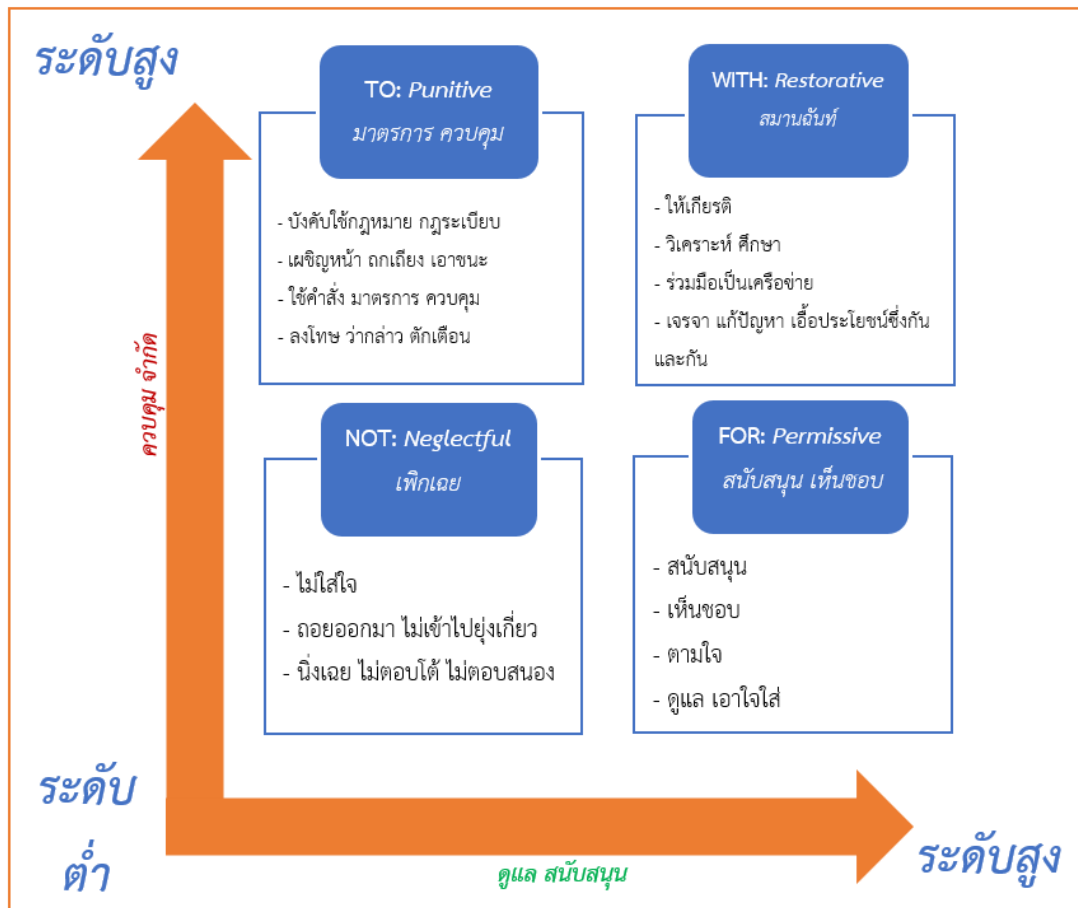 ระดับสูง
TO: Punitive
มาตรการ ควบคุม
- บังคับใช้กฎหมาย กฎระเบียบ
- เผชิญหน้า ถกเถียง เอาชนะ
- ใช้คำสั่ง มาตรการ ควบคุม
- ลงโทษ ว่ากล่าว ตักเตือน
WITH: Restorative
สมานฉันท์
- ให้เกียรติ
- วิเคราะห์ ศึกษา
- ร่วมมือเป็นเครือข่าย
- เจรจา แก้ปัญหา เอื้อประโยชน์ซึ่งกัน
และกัน
ควบคุม จำกัด
NOT: Neglectful
เพิกเฉย
- ไม่ใส่ใจ
- ถอยออกมา ไม่เข้าไปยุ่งเกี่ยว
- นิ่งเฉย ไม่ตอบโต้ ไม่ตอบสนอง
FOR: Permissive
สนับสนุน เห็นชอบ
- สนับสนุน
- เห็นชอบ
- ตามใจ
- ดูแล เอาใจใส่
ระดับ
ต่ำ
ดูแล สนับสนุน
ระดับสูง